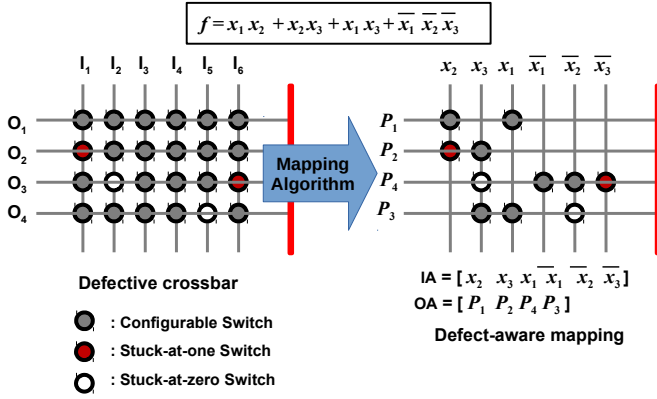 f = x₁ x₂ + x₂ x₃ + x₁ x₃ + x̅₁ x̅₂ x̅₃
I₁ I₂ I₃ I₄ I₅ I₆
x₂ x₃ x₁ x̅₁ x̅₂ x̅₃
O₁
O₂
O₃
O₄
Mapping
Algorithm
P₁
P₂
P₄
P₃
Defective crossbar
: Configurable Switch
: Stuck-at-one Switch
: Stuck-at-zero Switch
IA = [ x₂ x₃ x₁ x̅₁ x̅₂ x̅₃ ]
OA = [ P₁ P₂ P₄ P₃ ]
Defect-aware mapping